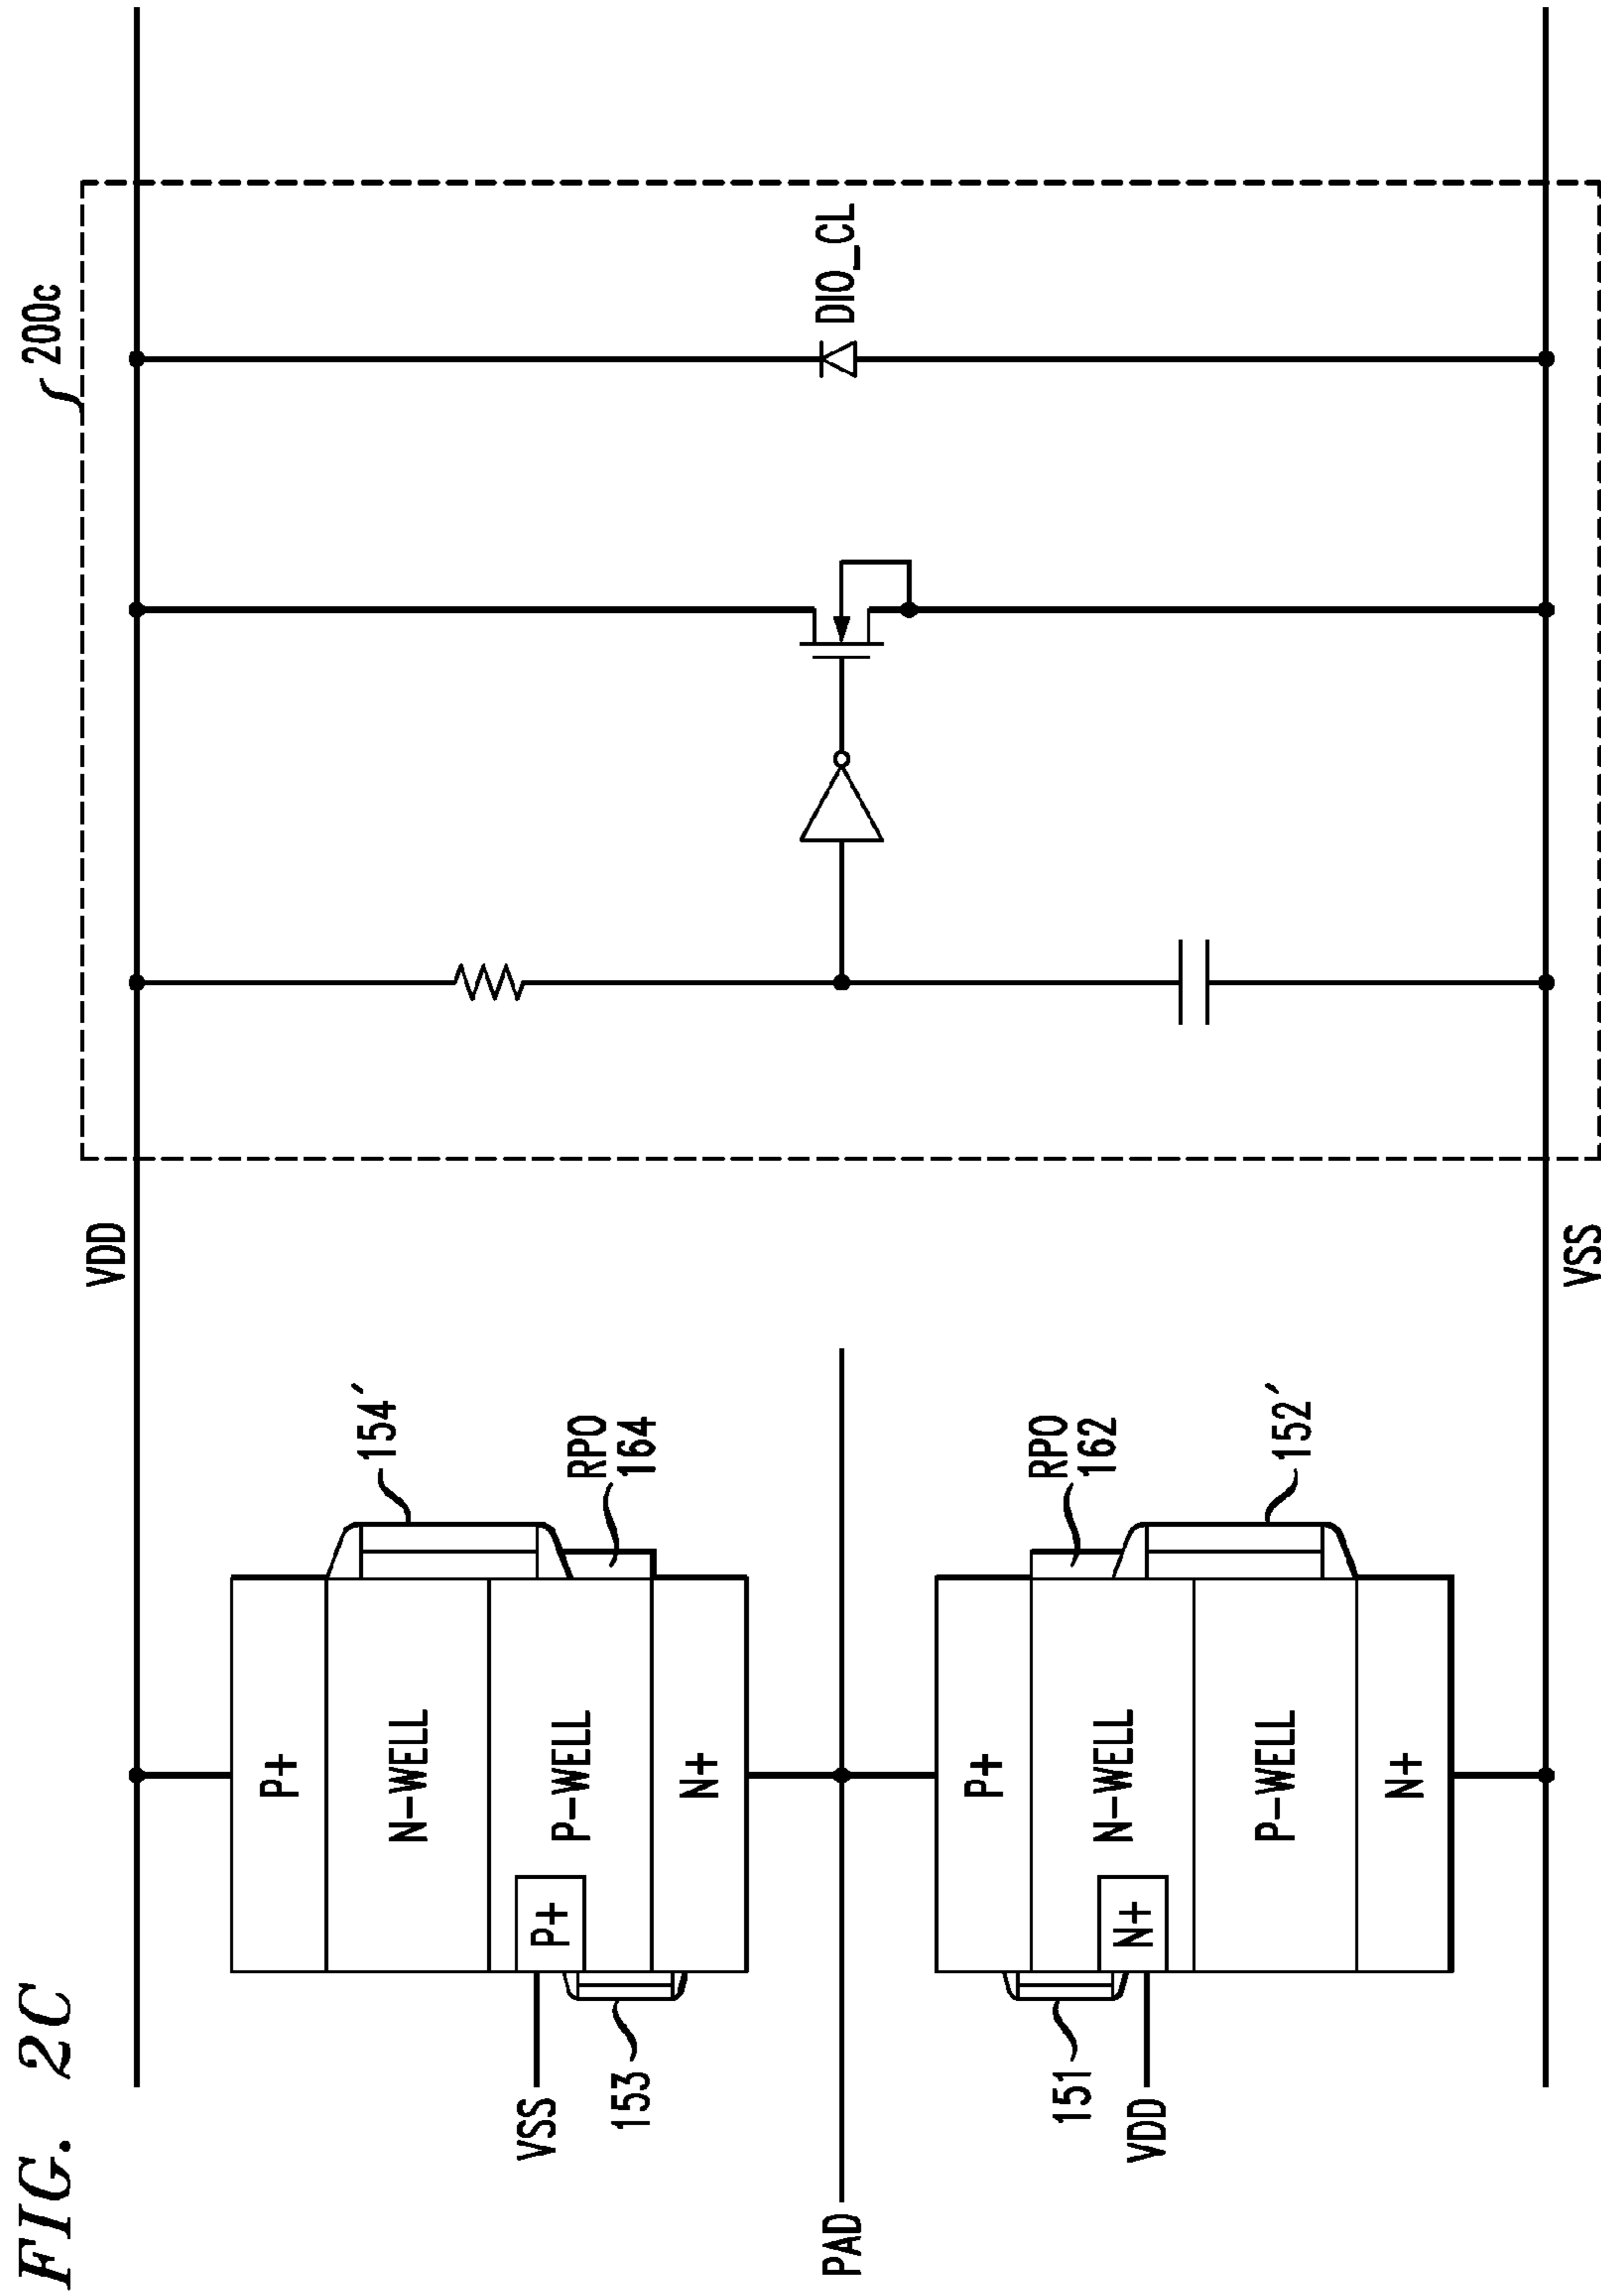 FIG. 2C
200c
VDD
DIO_CL
P+
154′
N-WELL
VSS
P+
P-WELL
RPO
164
153
N+
PAD
P+
RPO
162
151
N-WELL
VDD
N+
P-WELL
152′
N+
VSS